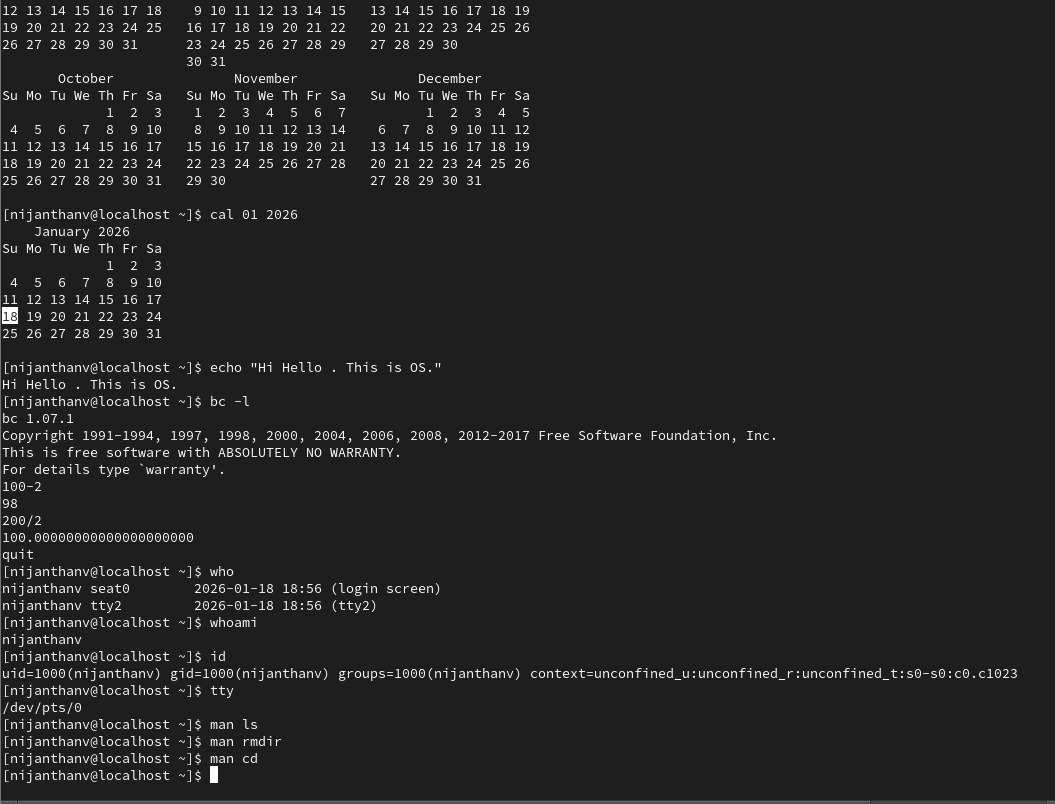 12 13 14 15 16 17 18    9 10 11 12 13 14 15   13 14 15 16 17 18 19
19 20 21 22 23 24 25   16 17 18 19 20 21 22   20 21 22 23 24 25 26
26 27 28 29 30 31      23 24 25 26 27 28 29   27 28 29 30
                       30 31
       October               November               December
Su Mo Tu We Th Fr Sa   Su Mo Tu We Th Fr Sa   Su Mo Tu We Th Fr Sa
             1  2  3    1  2  3  4  5  6  7          1  2  3  4  5
 4  5  6  7  8  9 10    8  9 10 11 12 13 14    6  7  8  9 10 11 12
11 12 13 14 15 16 17   15 16 17 18 19 20 21   13 14 15 16 17 18 19
18 19 20 21 22 23 24   22 23 24 25 26 27 28   20 21 22 23 24 25 26
25 26 27 28 29 30 31   29 30                  27 28 29 30 31
[nijanthanv@localhost ~]$ cal 01 2026
    January 2026
Su Mo Tu We Th Fr Sa
             1  2  3
 4  5  6  7  8  9 10
11 12 13 14 15 16 17
18 19 20 21 22 23 24
25 26 27 28 29 30 31
[nijanthanv@localhost ~]$ echo "Hi Hello . This is OS."
Hi Hello . This is OS.
[nijanthanv@localhost ~]$ bc -l
bc 1.07.1
Copyright 1991-1994, 1997, 1998, 2000, 2004, 2006, 2008, 2012-2017 Free Software Foundation, Inc.
This is free software with ABSOLUTELY NO WARRANTY.
For details type `warranty'.
100-2
98
200/2
100.00000000000000000000
quit
[nijanthanv@localhost ~]$ who
nijanthanv seat0        2026-01-18 18:56 (login screen)
nijanthanv tty2         2026-01-18 18:56 (tty2)
[nijanthanv@localhost ~]$ whoami
nijanthanv
[nijanthanv@localhost ~]$ id
uid=1000(nijanthanv) gid=1000(nijanthanv) groups=1000(nijanthanv) context=unconfined_u:unconfined_r:unconfined_t:s0-s0:c0.c1023
[nijanthanv@localhost ~]$ tty
/dev/pts/0
[nijanthanv@localhost ~]$ man ls
[nijanthanv@localhost ~]$ man rmdir
[nijanthanv@localhost ~]$ man cd
[nijanthanv@localhost ~]$